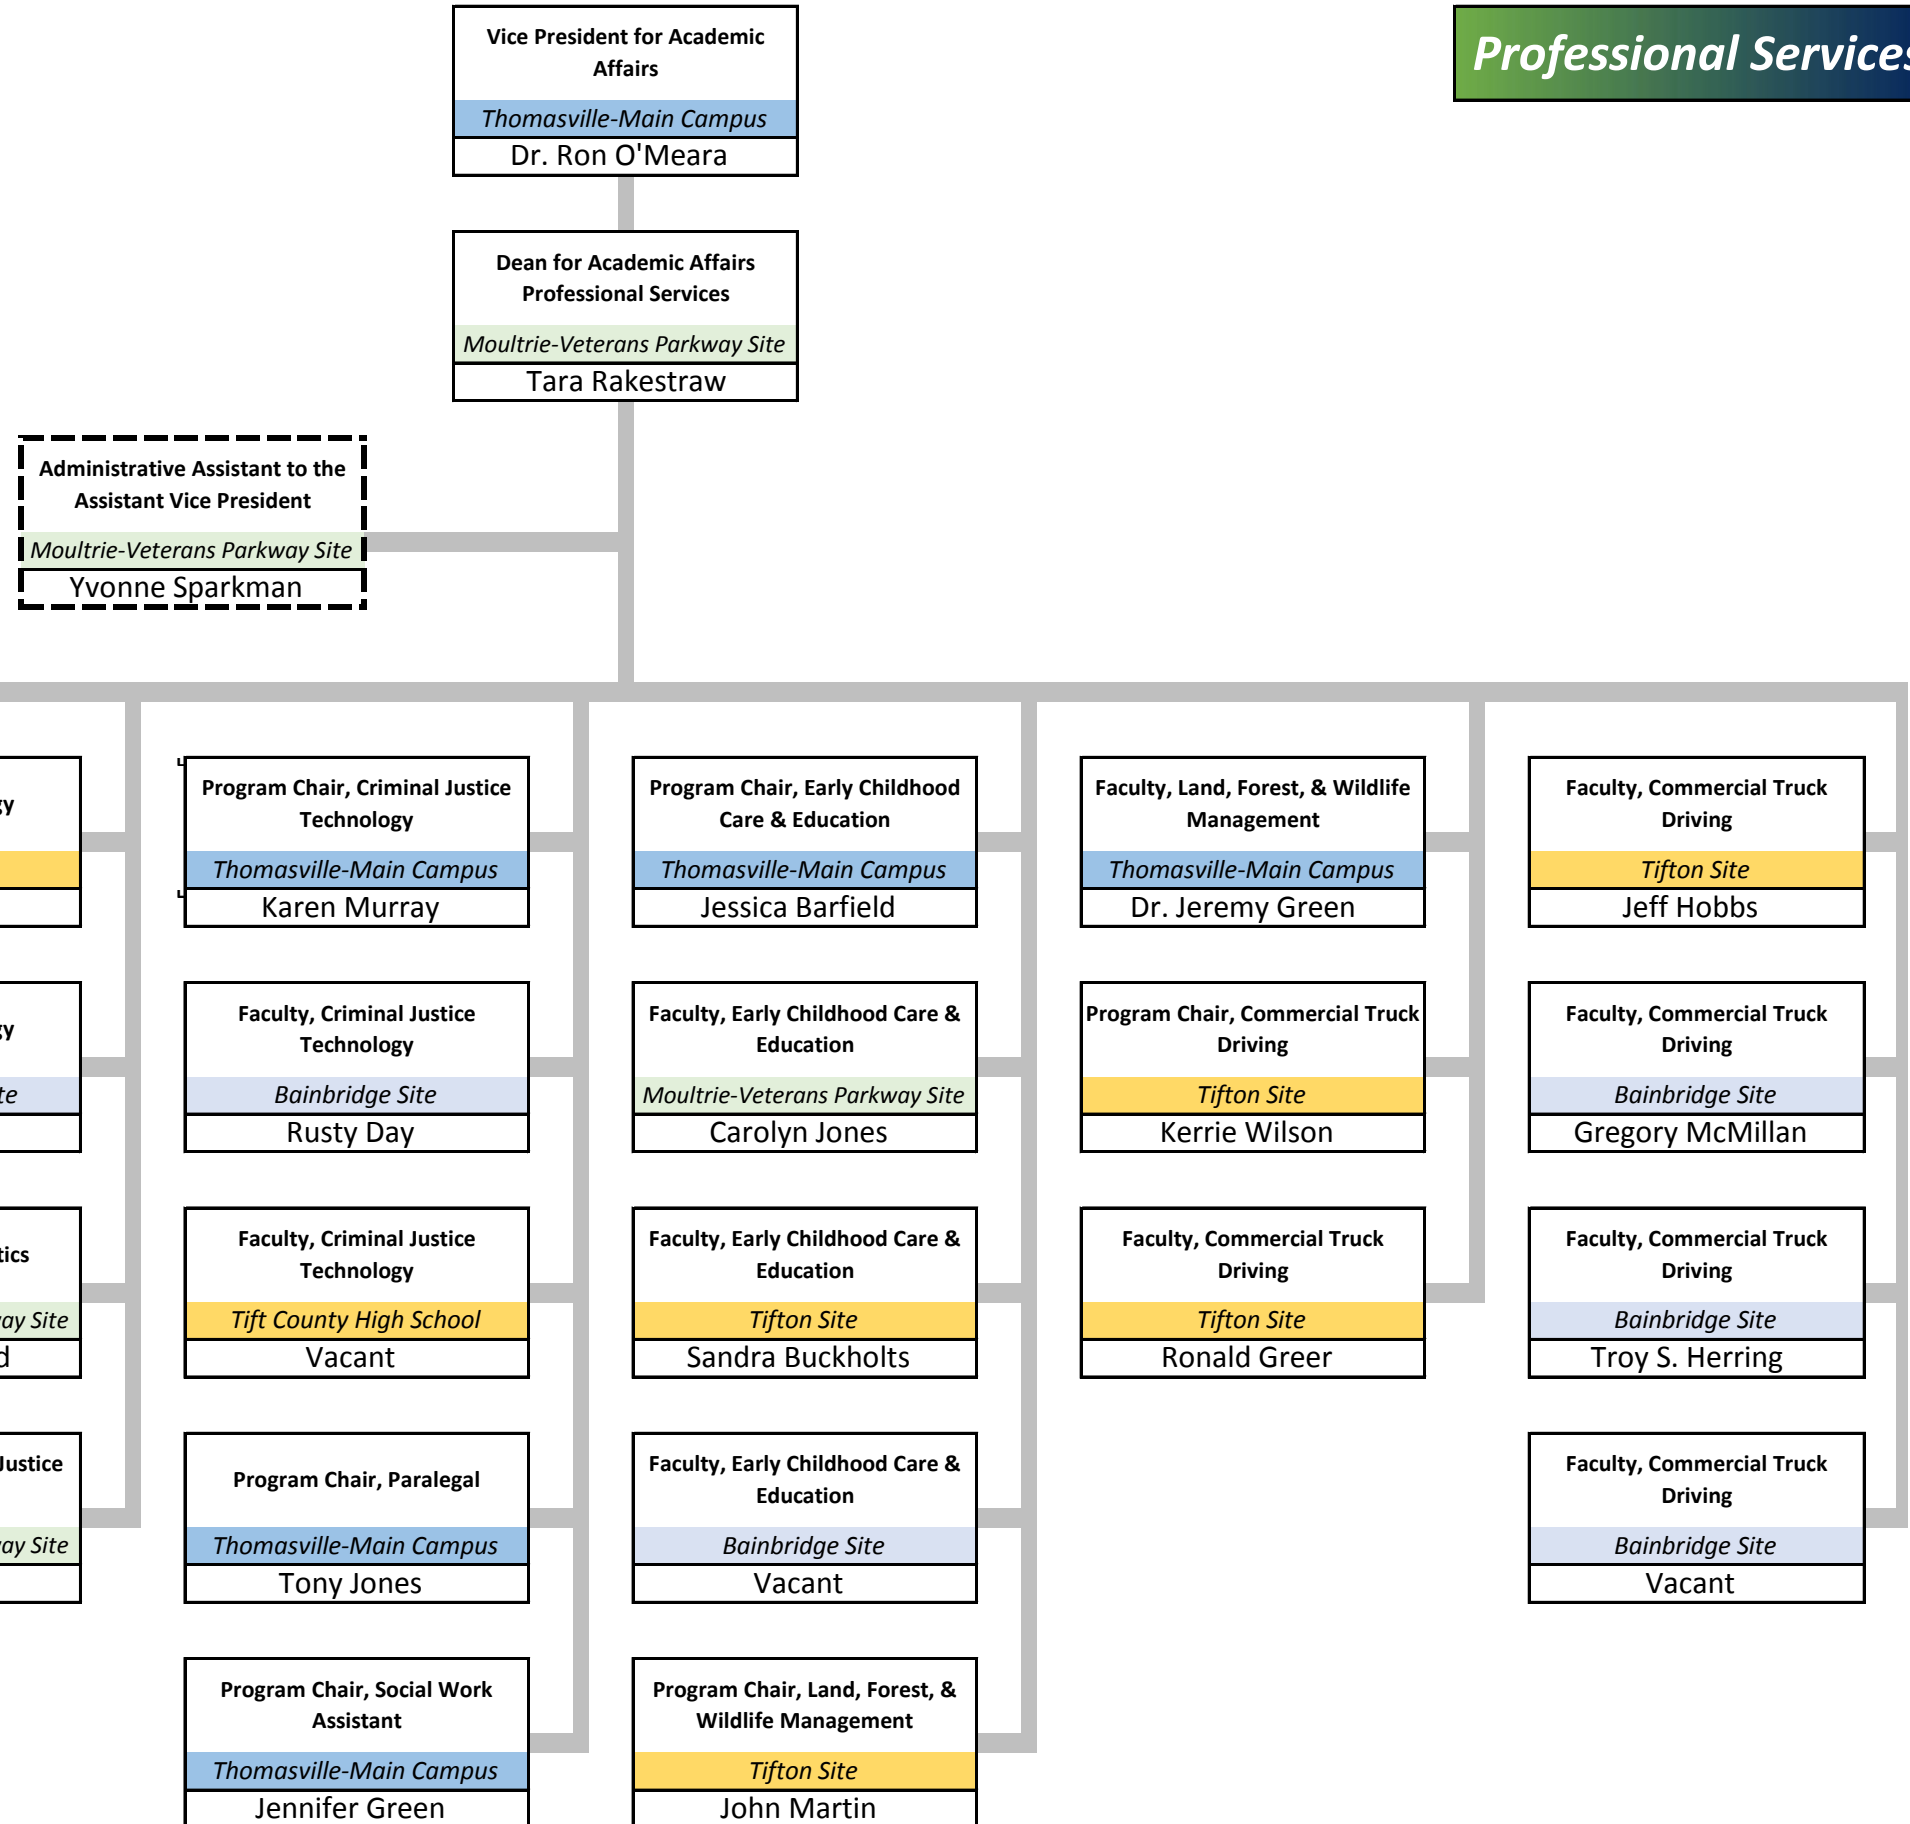 Vice President for Academic
Affairs
Thomasville-Main Campus
Dr. Ron O'Meara
Professional Services
Dean for Academic Affairs
Professional Services
Moultrie-Veterans Parkway Site
Tara Rakestraw
Administrative Assistant to the
Assistant Vice President
Moultrie-Veterans Parkway Site
Yvonne Sparkman
Program Chair, Criminal Justice
Technology
Thomasville-Main Campus
Karen Murray
Program Chair, Early Childhood
Care & Education
Thomasville-Main Campus
Jessica Barfield
Faculty, Land, Forest, & Wildlife
Management
Thomasville-Main Campus
Dr. Jeremy Green
Faculty, Commercial Truck
Driving
Tifton Site
Jeff Hobbs
Faculty, Criminal Justice
Technology
Bainbridge Site
Rusty Day
Faculty, Early Childhood Care &
Education
Moultrie-Veterans Parkway Site
Carolyn Jones
Program Chair, Commercial Truck
Driving
Tifton Site
Kerrie Wilson
Faculty, Commercial Truck
Driving
Bainbridge Site
Gregory McMillan
Site
Faculty, Criminal Justice
Technology
Tift County High School
Vacant
Faculty, Early Childhood Care &
Education
Tifton Site
Sandra Buckholts
Faculty, Commercial Truck
Driving
Tifton Site
Ronald Greer
Faculty, Commercial Truck
Driving
Bainbridge Site
Troy S. Herring
Justice
Site
Program Chair, Paralegal
Thomasville-Main Campus
Tony Jones
Faculty, Early Childhood Care &
Education
Bainbridge Site
Vacant
Faculty, Commercial Truck
Driving
Bainbridge Site
Vacant
Program Chair, Social Work
Assistant
Thomasville-Main Campus
Jennifer Green
Program Chair, Land, Forest, &
Wildlife Management
Tifton Site
John Martin